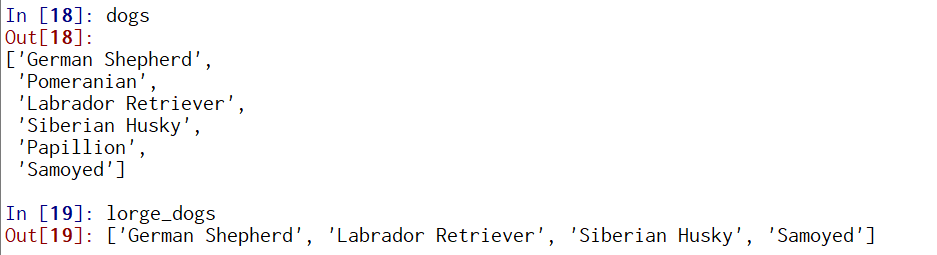 In [18]: dogs
Out[18]:
['German Shepherd',
 'Pomeranian',
 'Labrador Retriever',
 'Siberian Husky',
 'Papillion',
 'Samoyed']
In [19]: lorge_dogs
Out[19]: ['German Shepherd', 'Labrador Retriever', 'Siberian Husky', 'Samoyed']